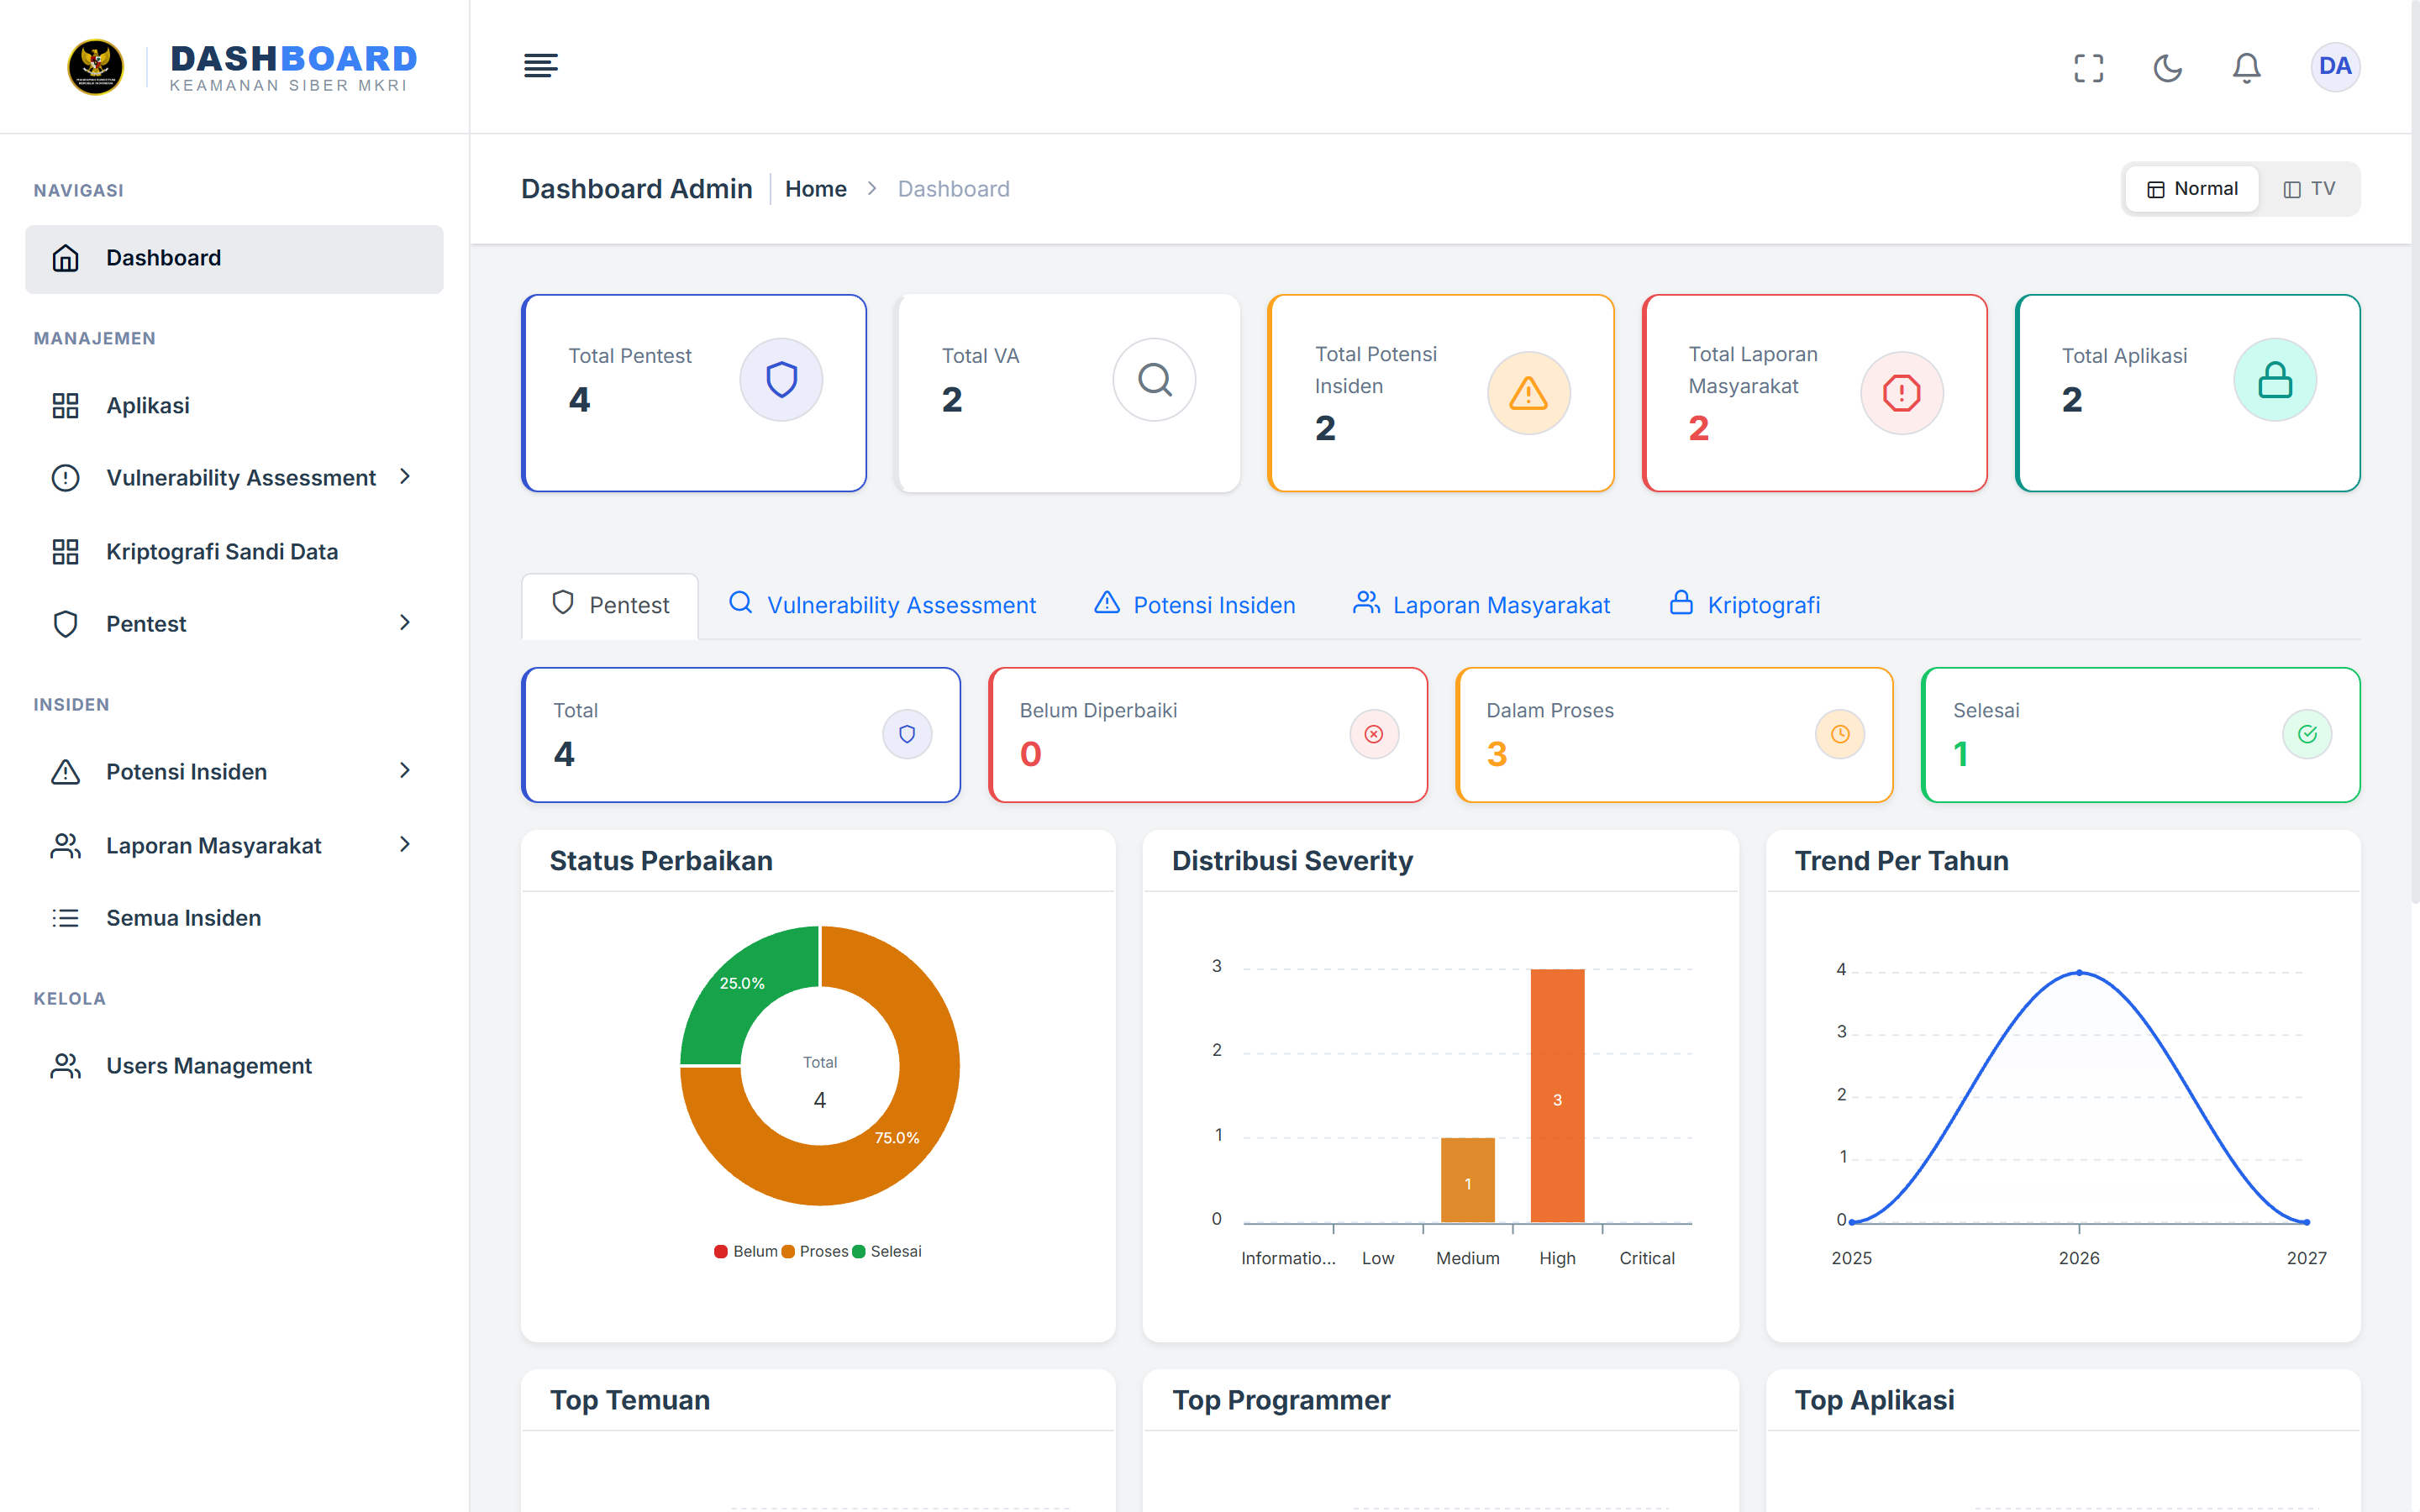 DASHBOARD
KEAMANAN SIBER MKRI
DA
NAVIGASI
Dashboard
MANAJEMEN
Aplikasi
Vulnerability Assessment
Kriptografi Sandi Data
Pentest
INSIDEN
Potensi Insiden
Laporan Masyarakat
Semua Insiden
KELOLA
Users Management
Dashboard Admin Home Dashboard
Normal TV
Total Pentest
4
Total VA
2
Total Potensi
Insiden
2
Total Laporan
Masyarakat
2
Total Aplikasi
2
Pentest Vulnerability Assessment Potensi Insiden Laporan Masyarakat Kriptografi
Total
4
Belum Diperbaiki
0
Dalam Proses
3
Selesai
1
Status Perbaikan
25.0%
Total
4
75.0%
Belum Proses Selesai
Distribusi Severity
3
2
1
0
3
1
Informatio... Low Medium High Critical
Trend Per Tahun
4
3
2
1
0
2025 2026 2027
Top Temuan
Top Programmer
Top Aplikasi